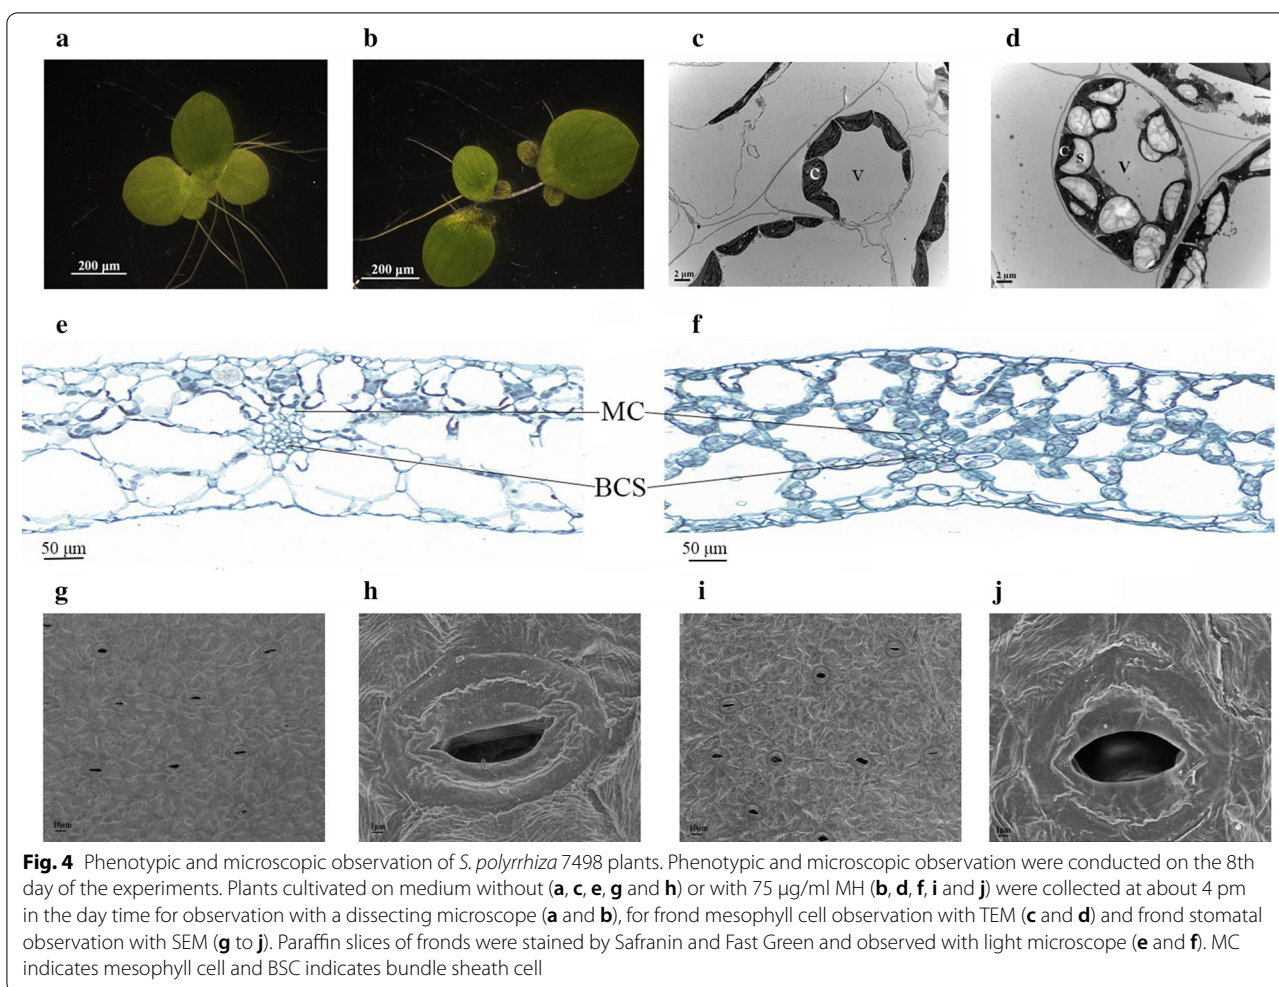 a b c d
200 μm
200 μm
C V
2 μm
C S V
2 μm
e f
MC
BCS
50 μm
50 μm
g h i j
10μm
1μm
10μm
1μm
Fig. 4 Phenotypic and microscopic observation of S. polyrrhiza 7498 plants. Phenotypic and microscopic observation were conducted on the 8th
day of the experiments. Plants cultivated on medium without (a, c, e, g and h) or with 75 μg/ml MH (b, d, f, i and j) were collected at about 4 pm
in the day time for observation with a dissecting microscope (a and b), for frond mesophyll cell observation with TEM (c and d) and frond stomatal
observation with SEM (g to j). Paraffin slices of fronds were stained by Safranin and Fast Green and observed with light microscope (e and f). MC
indicates mesophyll cell and BSC indicates bundle sheath cell